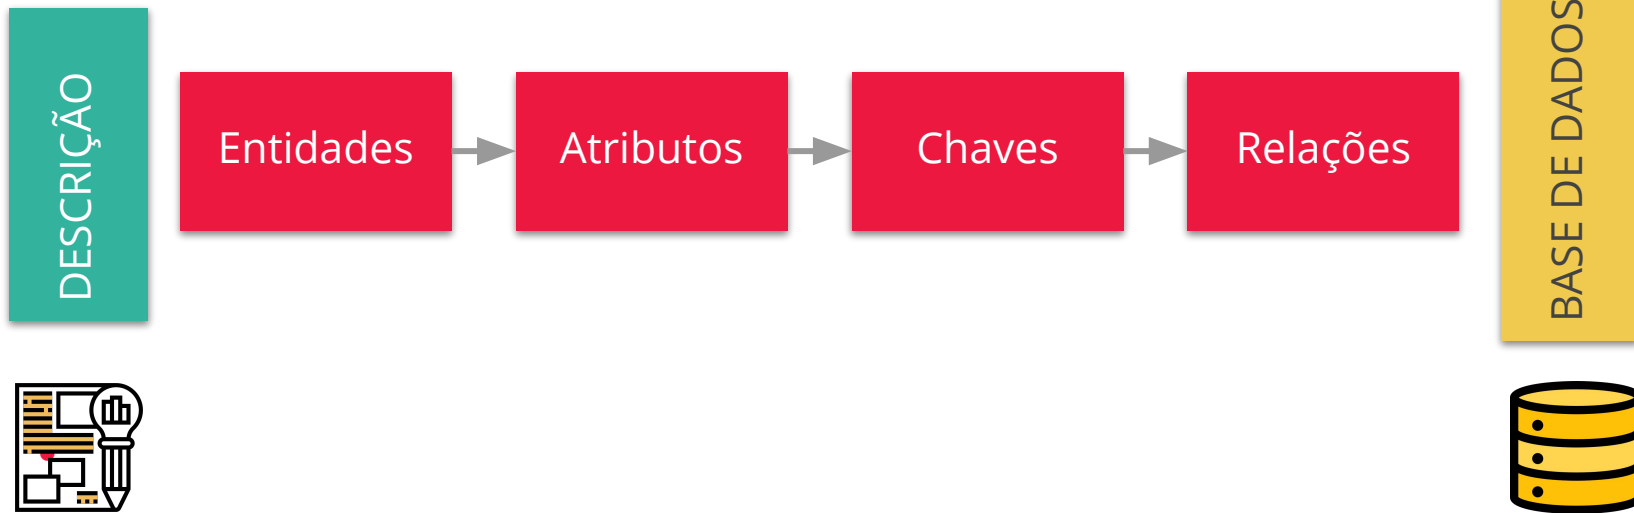 DESCRIÇÃO
Entidades
Atributos
Chaves
Relações
BASE DE DADOS